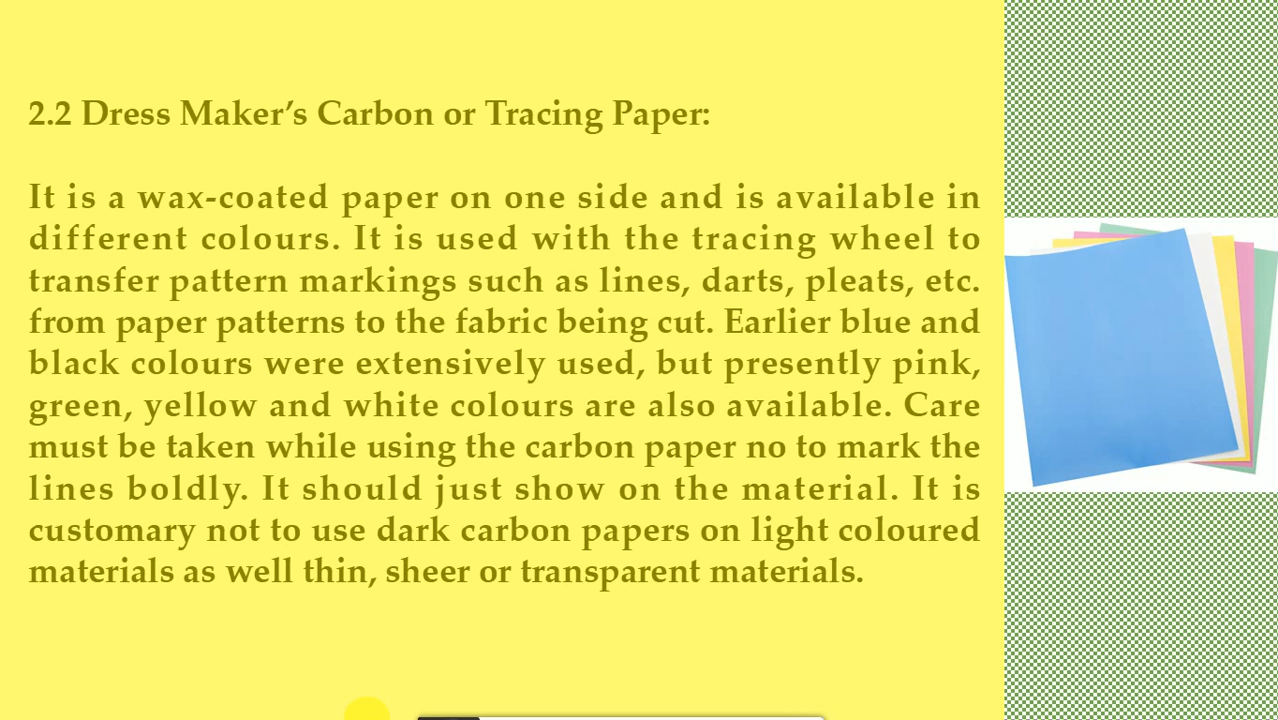 2.2 Dress Maker’s Carbon or Tracing Paper:
It is a wax-coated paper on one side and is available in
different colours. It is used with the tracing wheel to
transfer pattern markings such as lines, darts, pleats, etc.
from paper patterns to the fabric being cut. Earlier blue and
black colours were extensively used, but presently pink,
green, yellow and white colours are also available. Care
must be taken while using the carbon paper no to mark the
lines boldly. It should just show on the material. It is
customary not to use dark carbon papers on light coloured
materials as well thin, sheer or transparent materials.